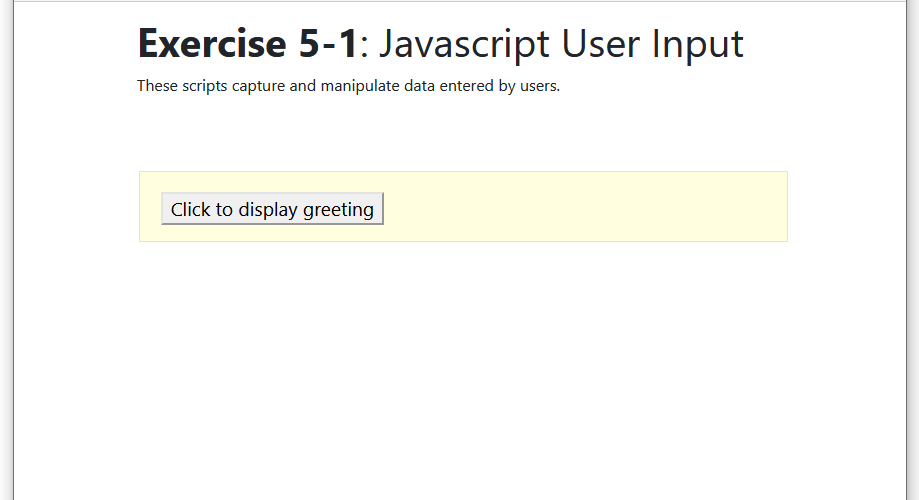 Exercise 5-1: Javascript User Input
These scripts capture and manipulate data entered by users.
Click to display greeting